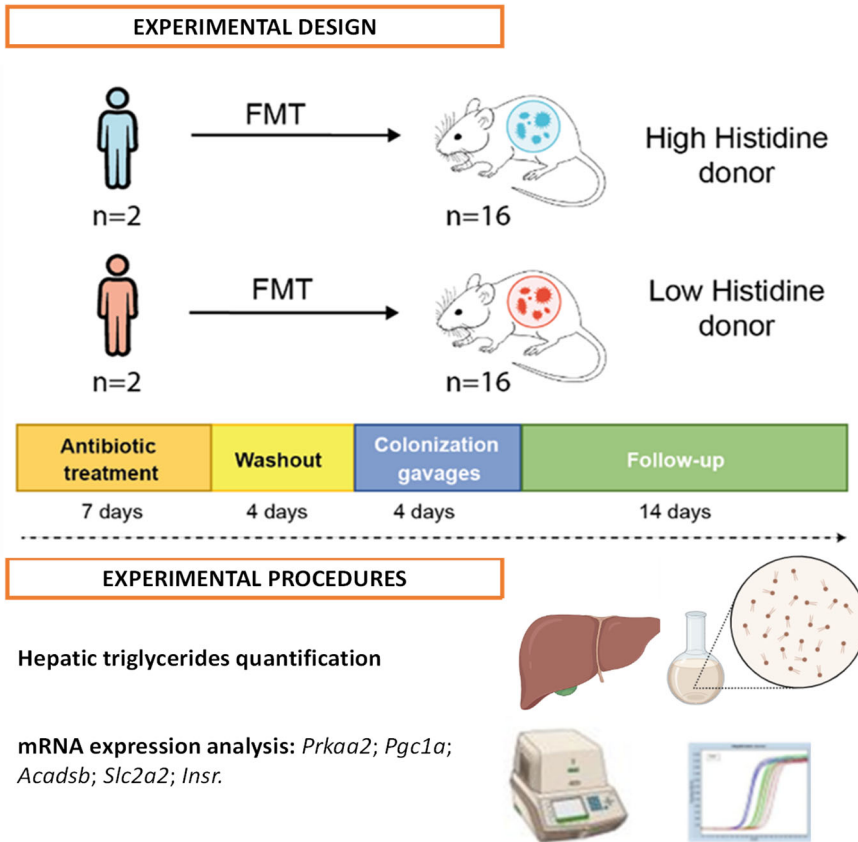 EXPERIMENTAL DESIGN
FMT
n=2
n=16
High Histidine
donor
FMT
n=2
n=16
Low Histidine
donor
Antibiotic
treatment
Washout
Colonization
gavages
Follow-up
7 days
4 days
4 days
14 days
EXPERIMENTAL PROCEDURES
Hepatic triglycerides quantification
mRNA expression analysis: Prkaa2; Pgc1a;
Acadsb; Slc2a2; Insr.